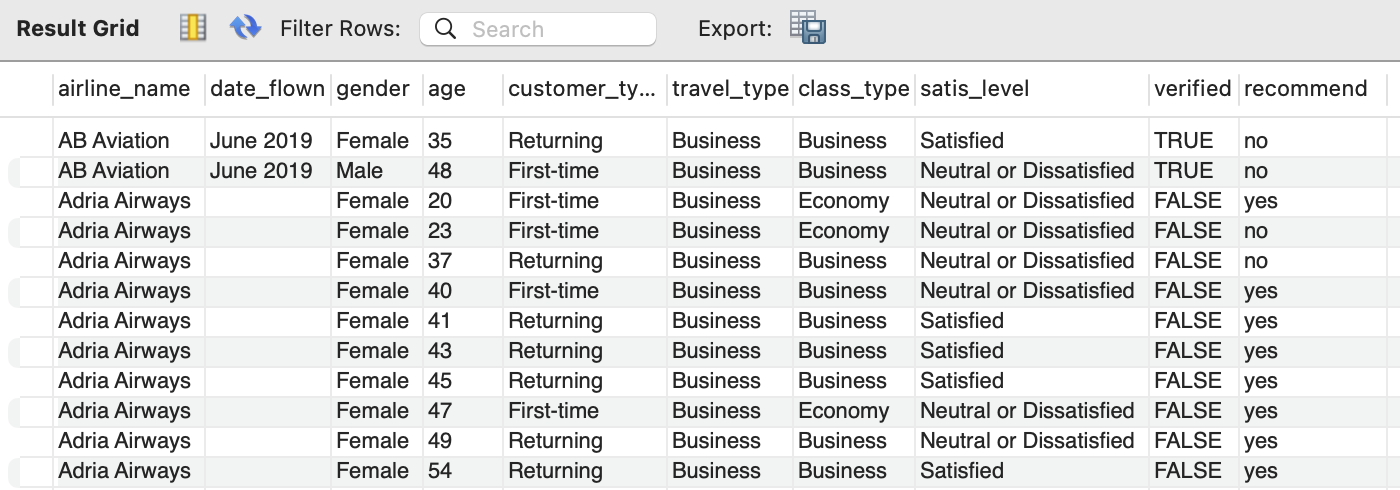 Result Grid Filter Rows: Search Export:
airline_name date_flown gender age customer_ty... travel_type class_type satis_level verified recommend
AB Aviation June 2019 Female 35 Returning Business Business Satisfied TRUE no
AB Aviation June 2019 Male 48 First-time Business Business Neutral or Dissatisfied TRUE no
Adria Airways Female 20 First-time Business Economy Neutral or Dissatisfied FALSE yes
Adria Airways Female 23 First-time Business Economy Neutral or Dissatisfied FALSE no
Adria Airways Female 37 Returning Business Business Neutral or Dissatisfied FALSE no
Adria Airways Female 40 First-time Business Business Neutral or Dissatisfied FALSE yes
Adria Airways Female 41 Returning Business Business Satisfied FALSE yes
Adria Airways Female 43 Returning Business Business Satisfied FALSE yes
Adria Airways Female 45 Returning Business Business Satisfied FALSE yes
Adria Airways Female 47 First-time Business Economy Neutral or Dissatisfied FALSE yes
Adria Airways Female 49 Returning Business Business Neutral or Dissatisfied FALSE yes
Adria Airways Female 54 Returning Business Business Satisfied FALSE yes